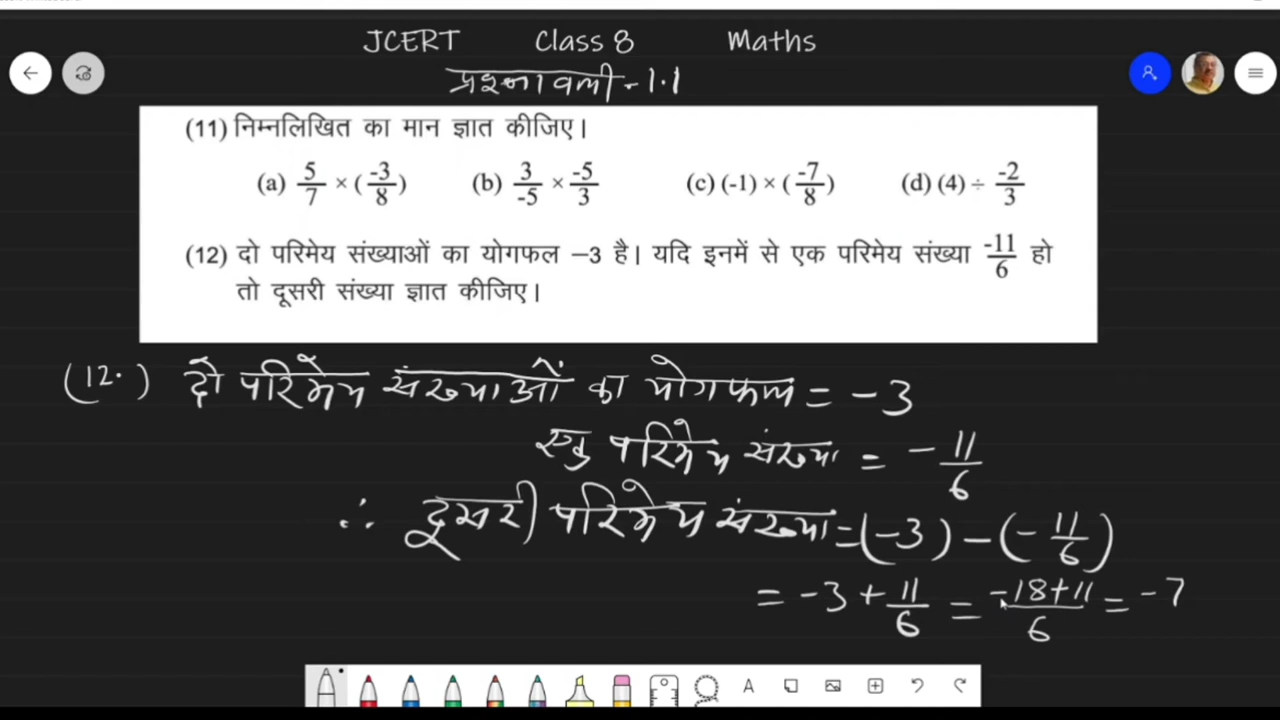 JCERT Class 8 Maths
प्रश्नावली - 1.1
(11) निम्नलिखित का मान ज्ञात कीजिए।
(a) 5/7 × (-3/8) (b) 3/-5 × -5/3 (c) (-1) × (-7/8) (d) (4) ÷ -2/3
(12) दो परिमेय संख्याओं का योगफल –3 है। यदि इनमें से एक परिमेय संख्या -11/6 हो
तो दूसरी संख्या ज्ञात कीजिए।
(12.) दो परिमेय संख्याओं का योगफल = -3
एक परिमेय संख्या = -11/6
∴ दूसरी परिमेय संख्या = (-3) - (-11/6)
= -3 + 11/6 = -18+11/6 = -7
A